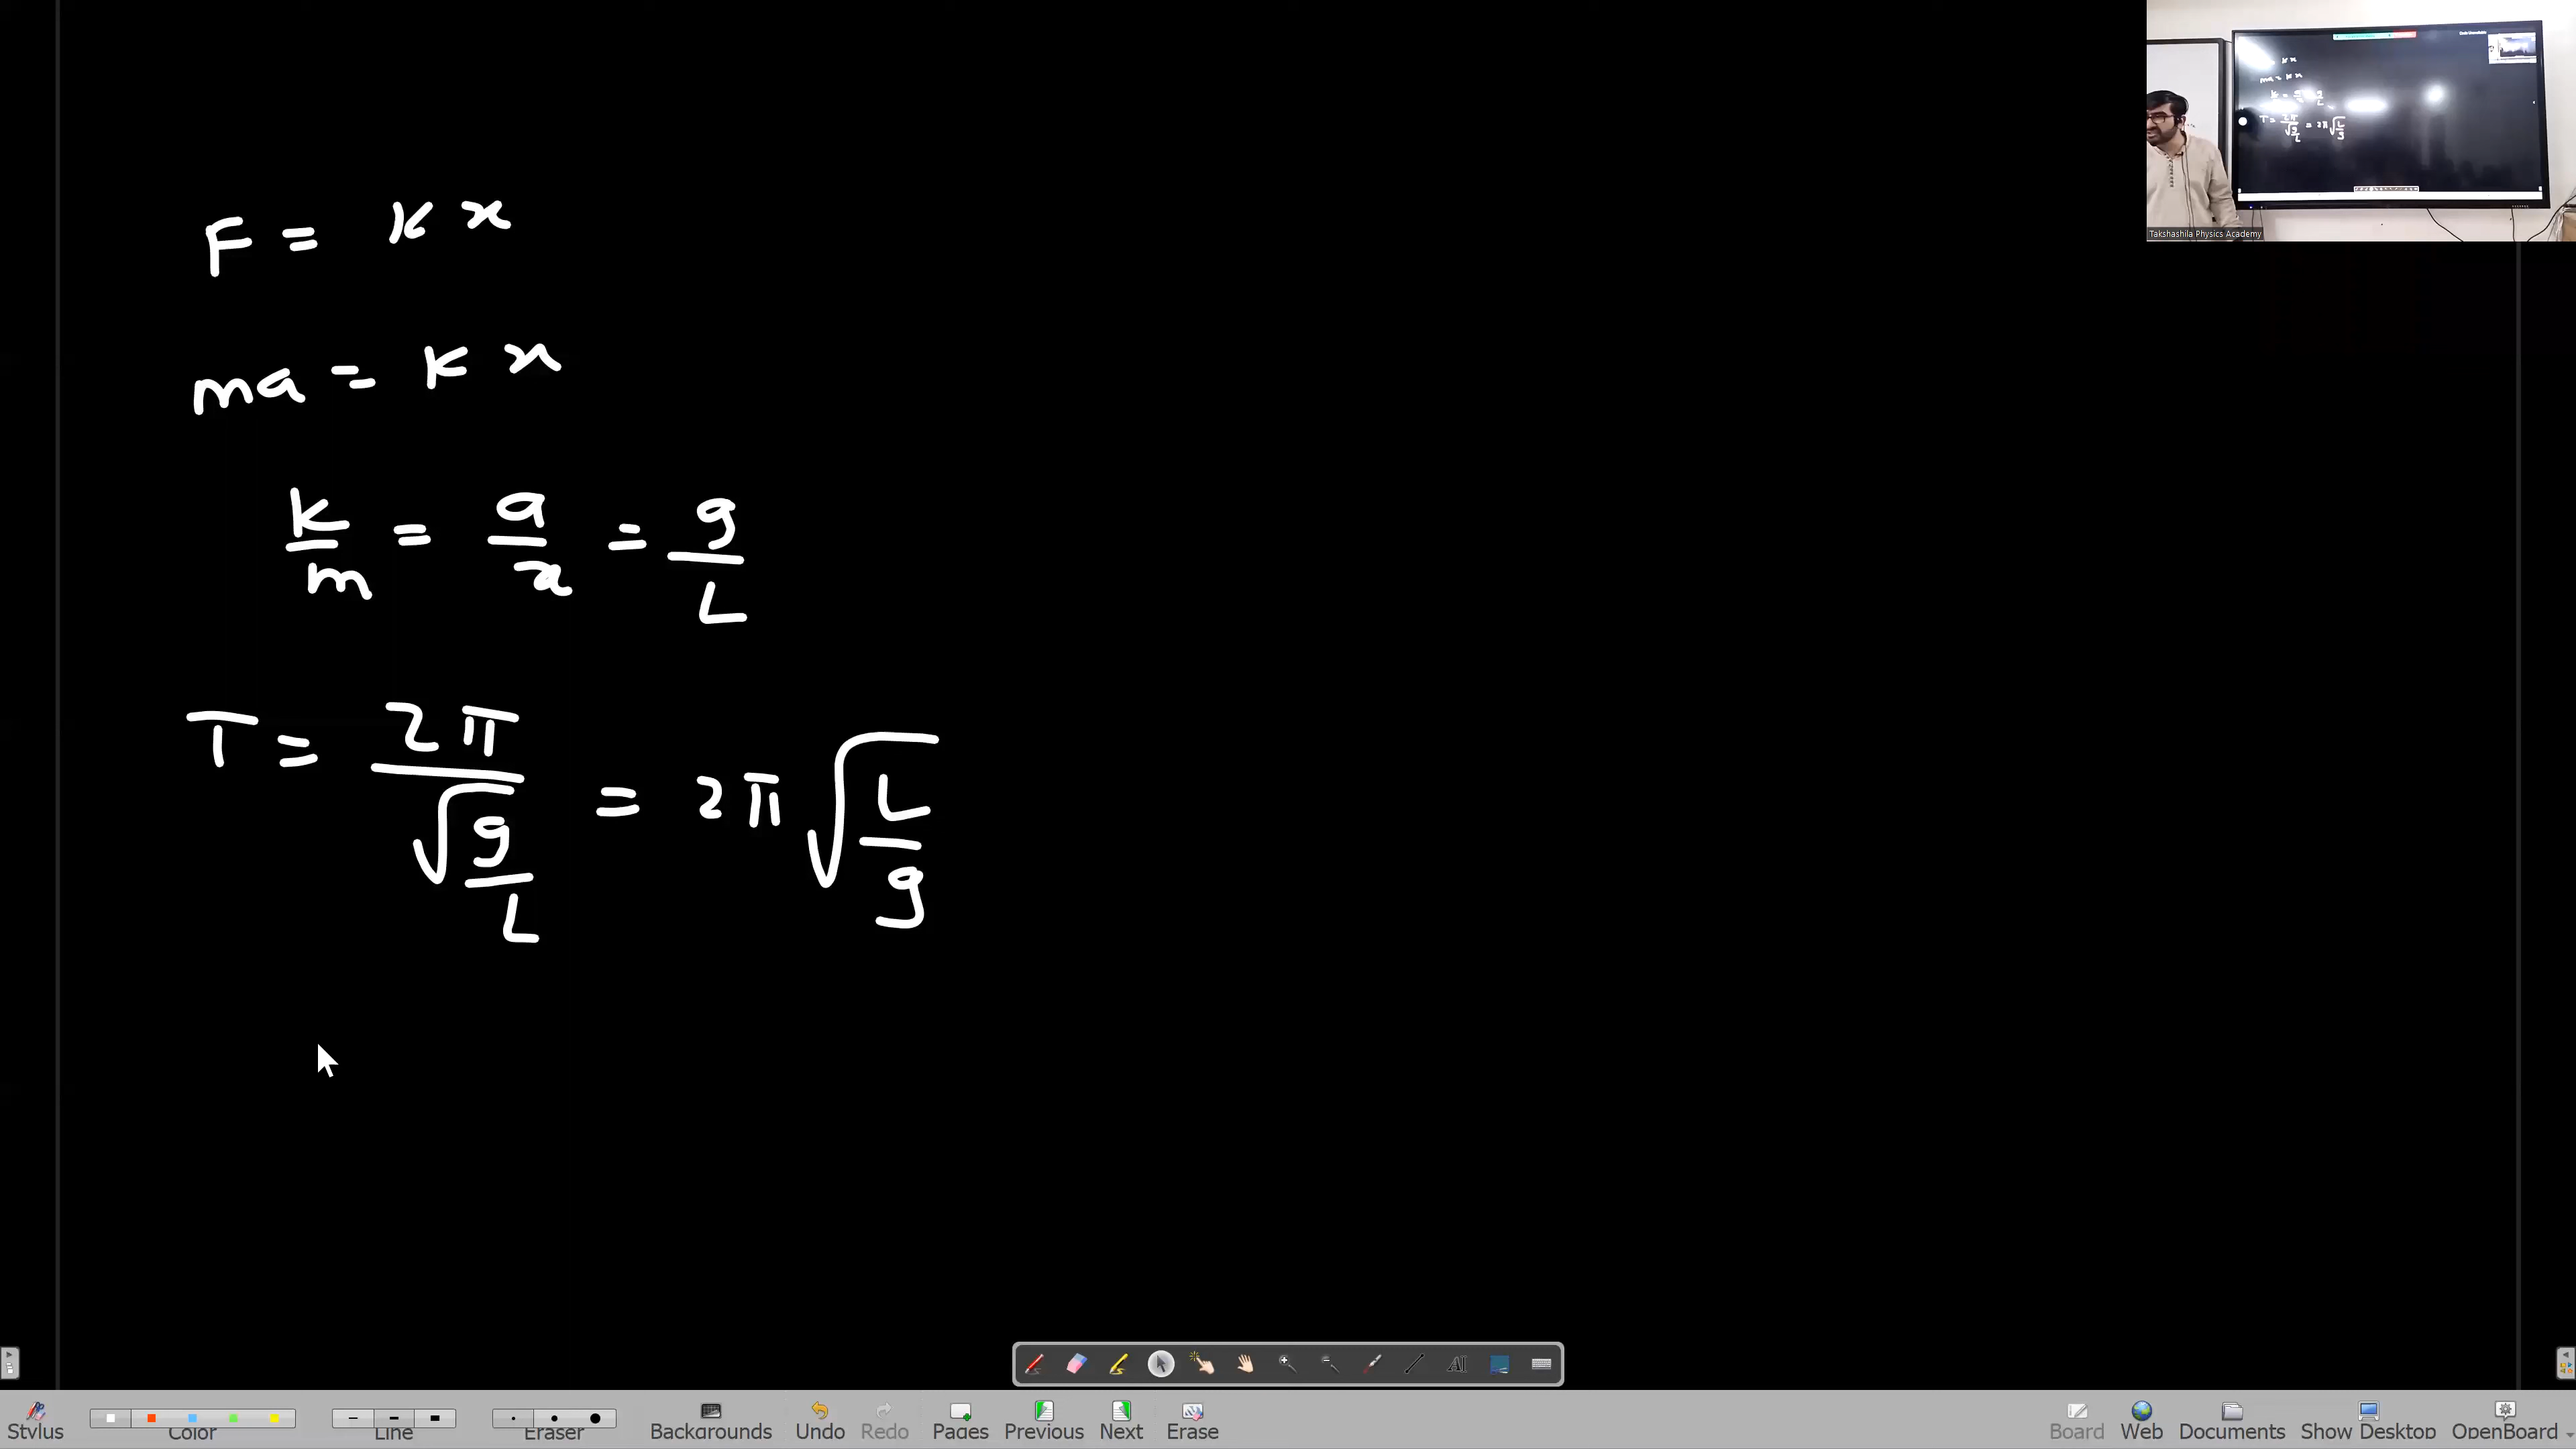 F = kx
ma = kx
k/m = a/x = g/L
T = 2π/√(g/L) = 2π√(L/g)
Takshashila Physics Academy
AI
Stylus Color Line Eraser Backgrounds Undo Redo Pages Previous Next Erase Board Web Documents Show Desktop OpenBoard